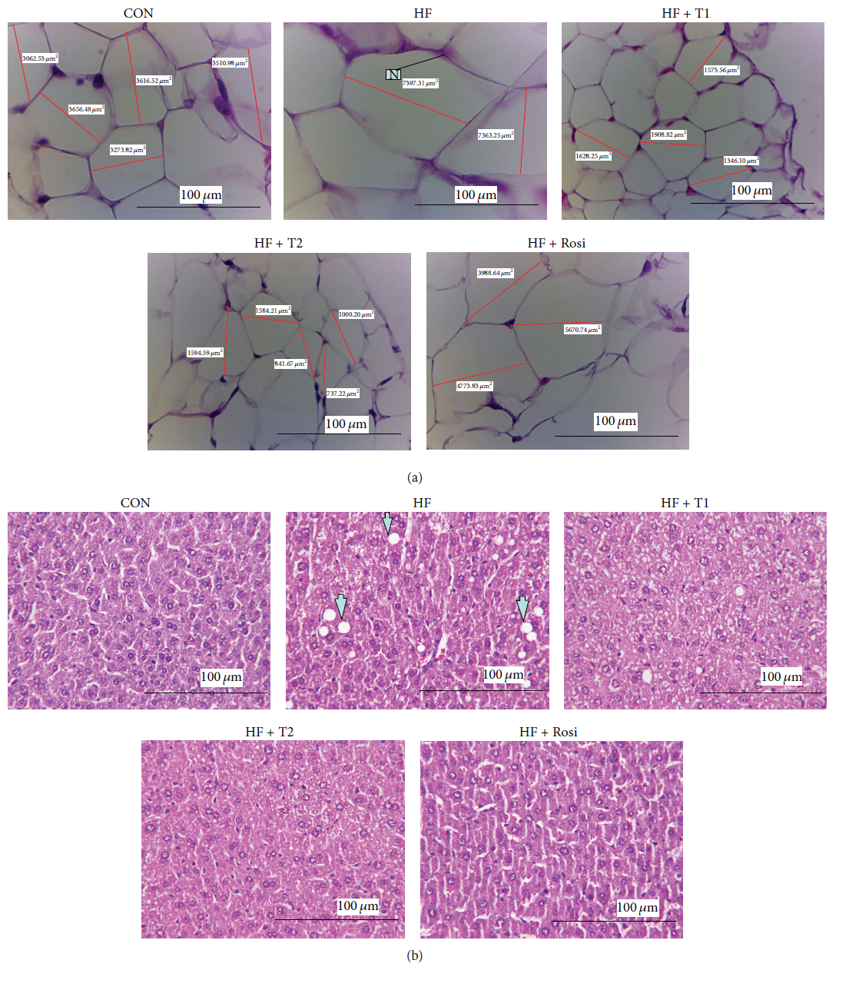 CON
HF
HF + T1
3062.53 μm²
3616.52 μm²
3510.98 μm²
3656.48 μm²
3273.82 μm²
100 μm
N
7397.31 μm²
7363.25 μm²
100 μm
1573.56 μm²
1908.82 μm²
1628.25 μm²
1346.10 μm²
100 μm
HF + T2
HF + Rosi
1584.21 μm²
1000.20 μm²
1594.59 μm²
841.67 μm²
737.22 μm²
100 μm
3988.64 μm²
5670.74 μm²
4773.83 μm²
100 μm
(a)
CON
HF
HF + T1
100 μm
100 μm
100 μm
HF + T2
HF + Rosi
100 μm
100 μm
(b)